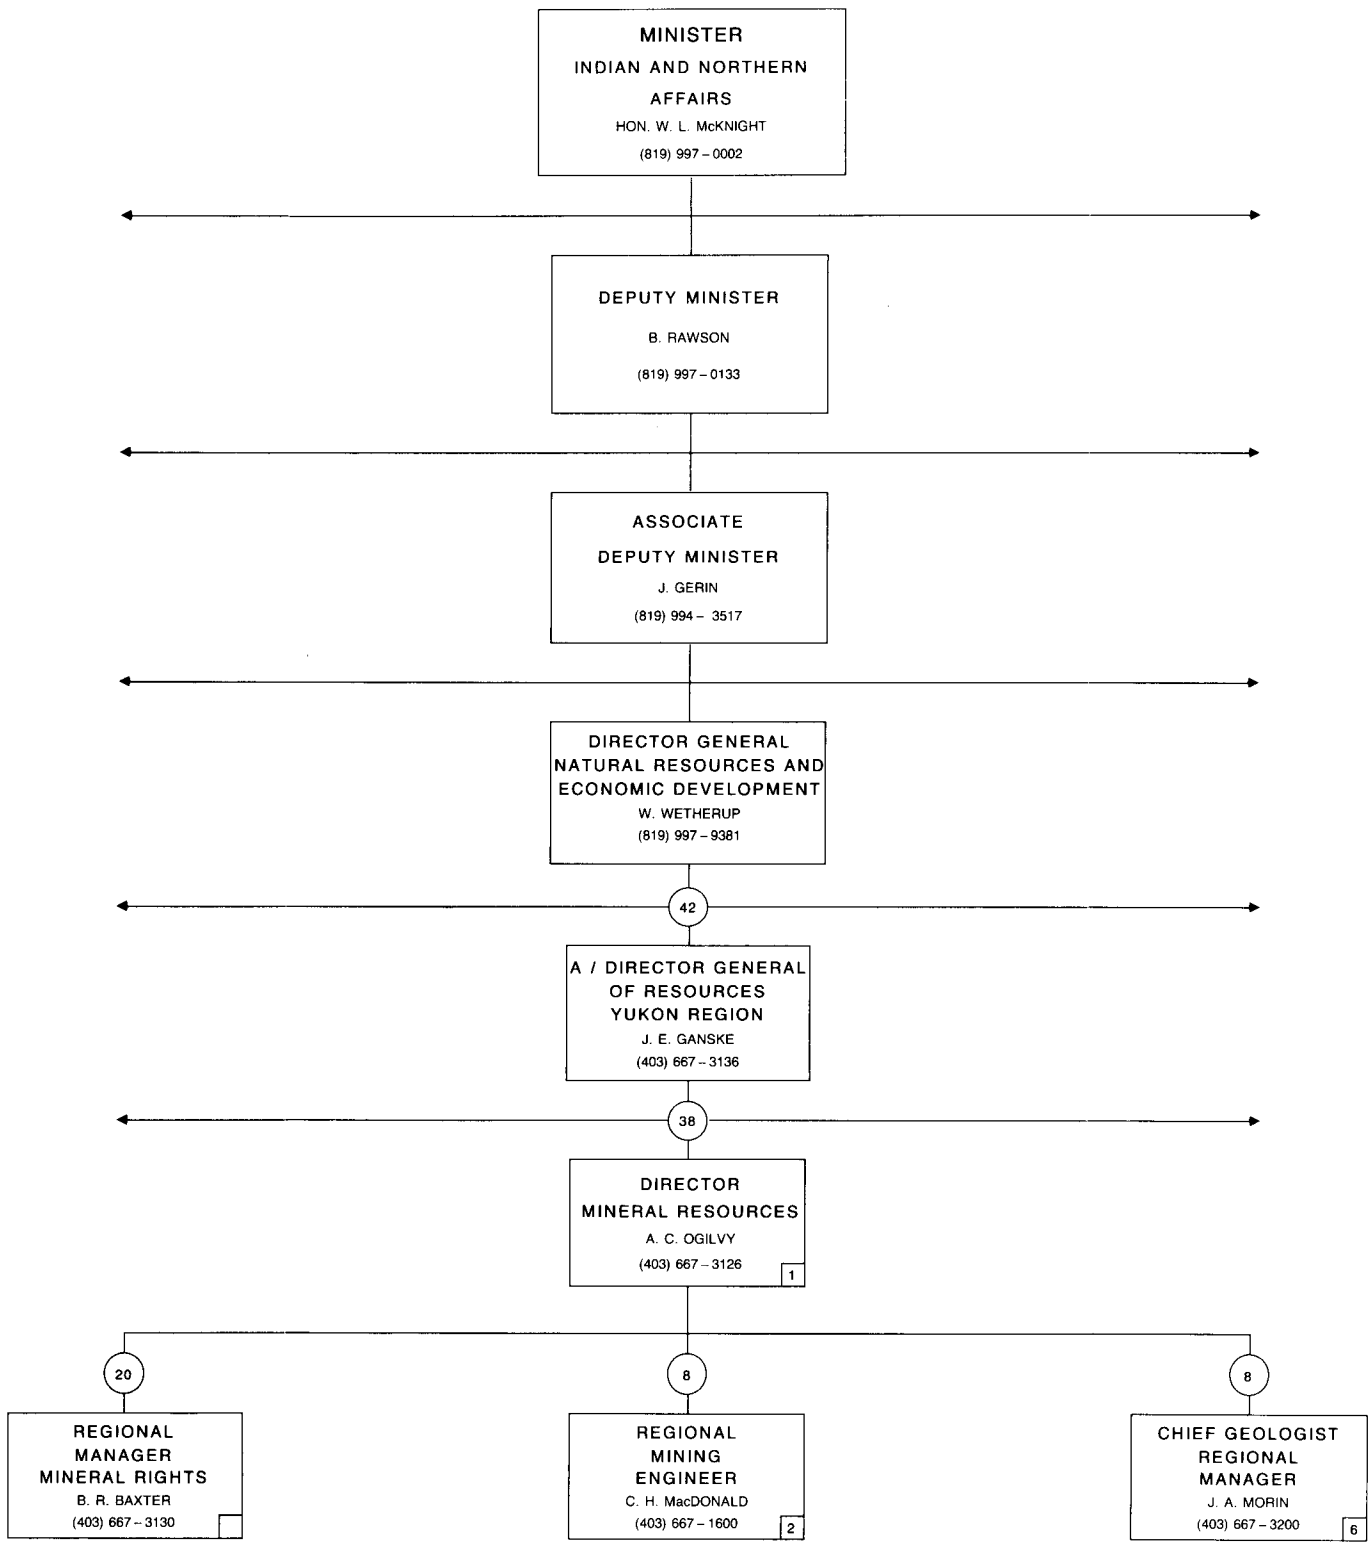 MINISTER
INDIAN AND NORTHERN
AFFAIRS
HON. W. L. McKNIGHT
(819) 997–0002
DEPUTY MINISTER
B. RAWSON
(819) 997–0133
ASSOCIATE
DEPUTY MINISTER
J. GERIN
(819) 994– 3517
DIRECTOR GENERAL
NATURAL RESOURCES AND
ECONOMIC DEVELOPMENT
W. WETHERUP
(819) 997–9381
42
A / DIRECTOR GENERAL
OF RESOURCES
YUKON REGION
J. E. GANSKE
(403) 667–3136
38
DIRECTOR
MINERAL RESOURCES
A. C. OGILVY
(403) 667–3126
1
20
REGIONAL
MANAGER
MINERAL RIGHTS
B. R. BAXTER
(403) 667–3130
8
REGIONAL
MINING
ENGINEER
C. H. MacDONALD
(403) 667–1600
2
8
CHIEF GEOLOGIST
REGIONAL
MANAGER
J. A. MORIN
(403) 667–3200
6